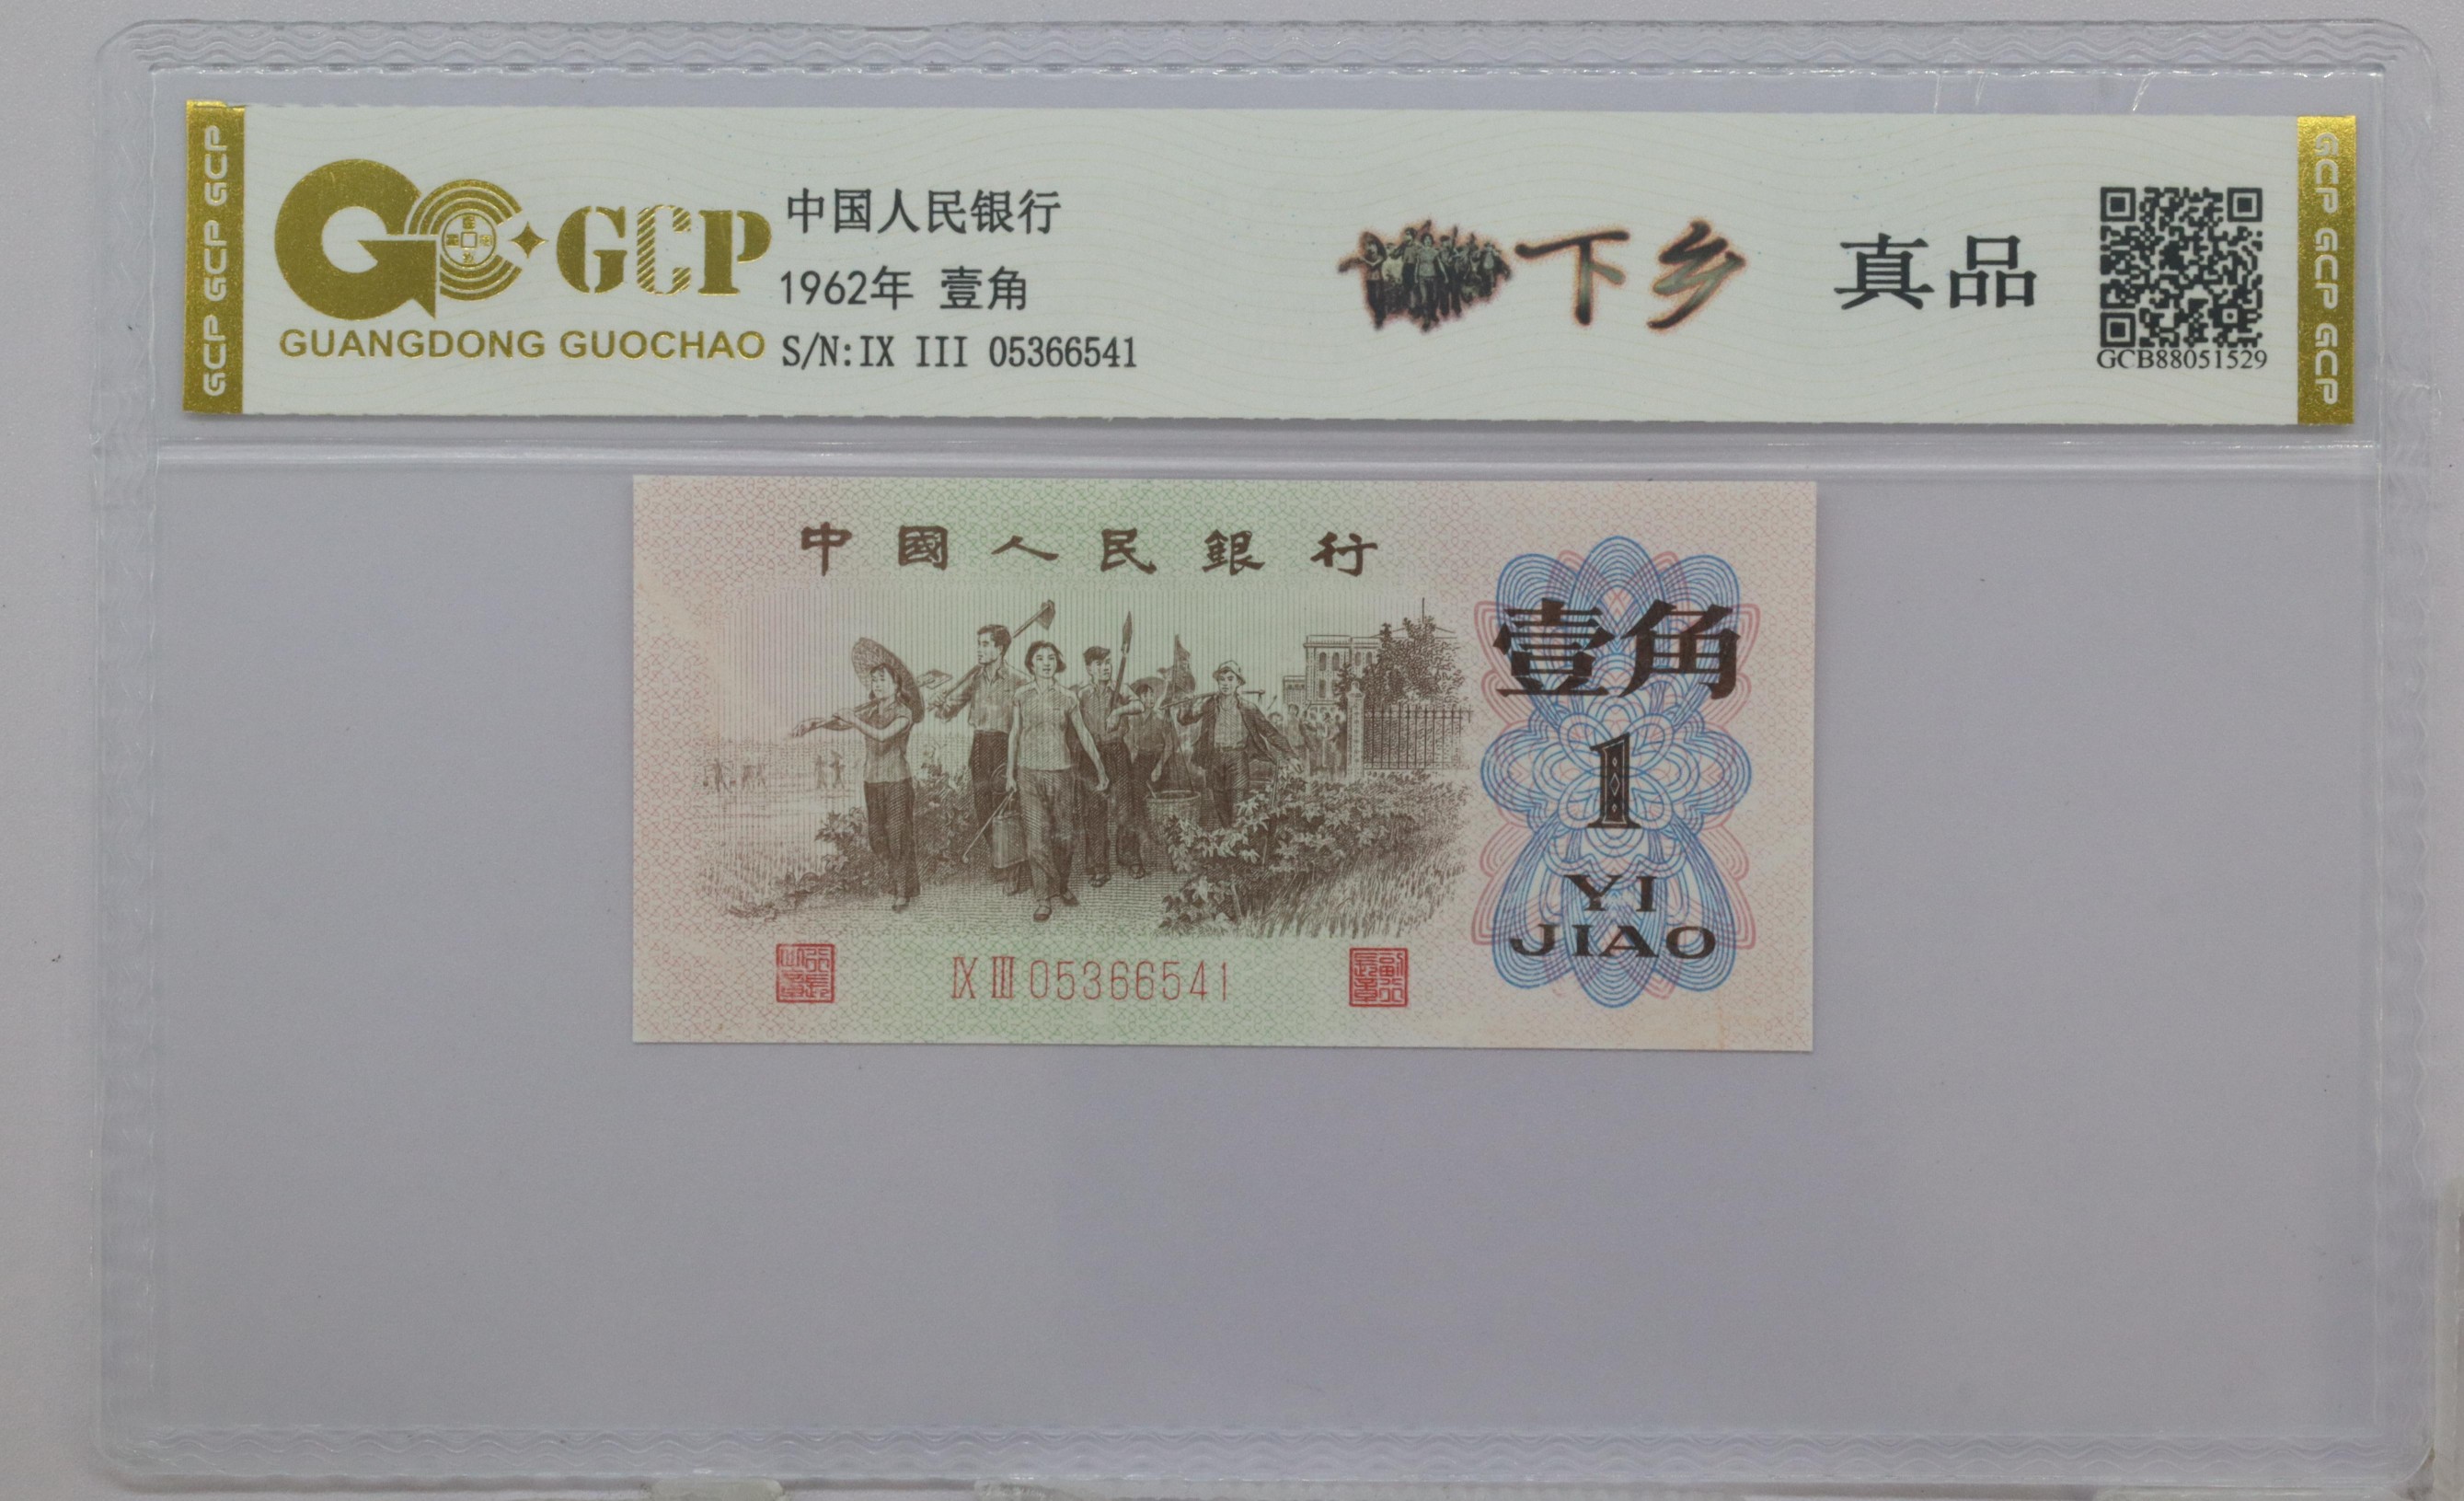 GCP GCP GCP
GCP
GUANGDONG GUOCHAO
中国人民银行
1962年 壹角
S/N:IX III 05366541
下乡
真品
GCB88051529
GCP GCP GCP
中國人民銀行
壹角
1
YI
JIAO
IX III 05366541